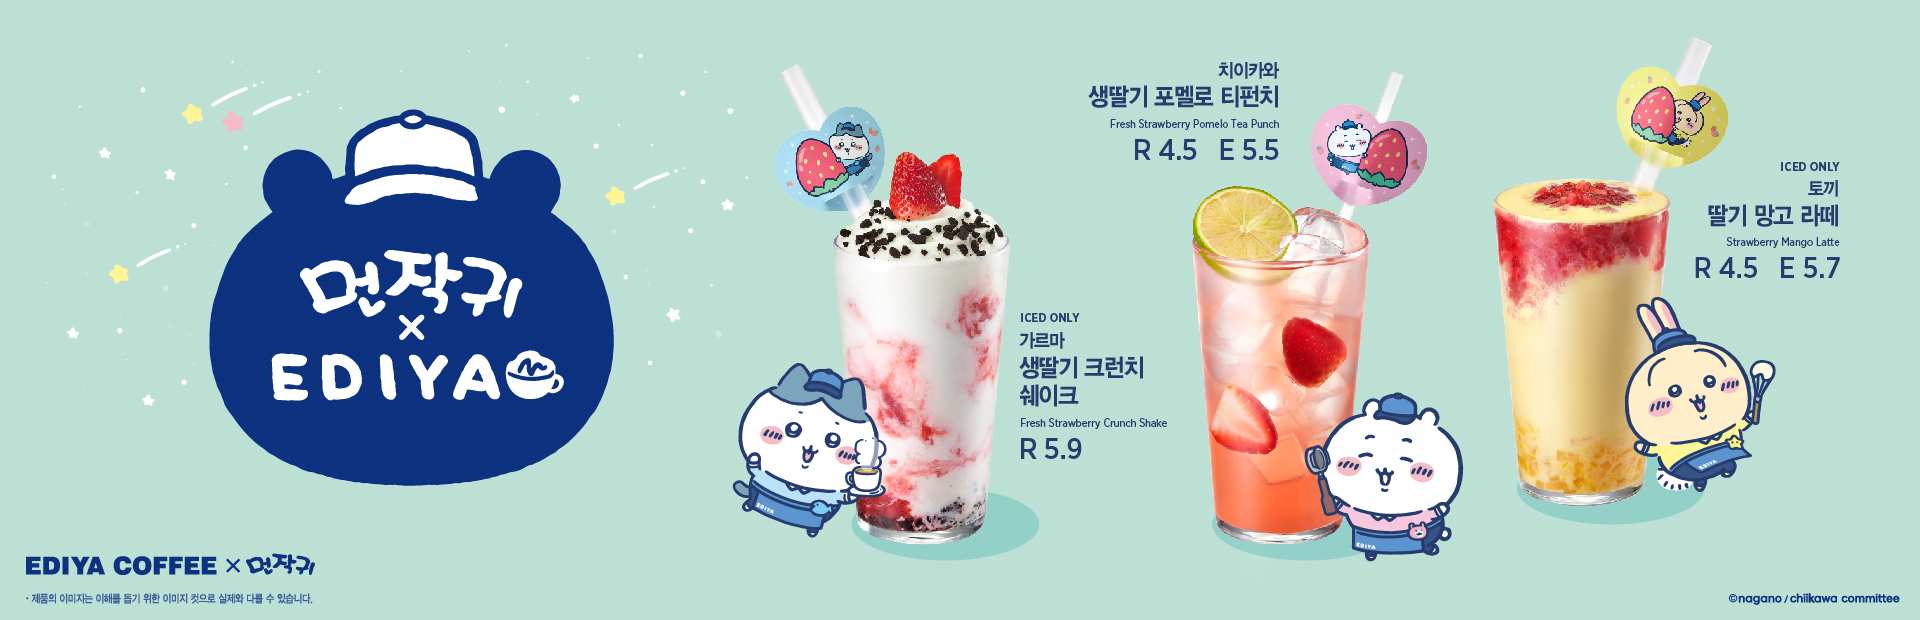 먼작귀
×
EDIYA
EDIYA COFFEE × 먼작귀
* 제품의 이미지는 이해를 돕기 위한 이미지 컷으로 실제와 다를 수 있습니다.
ICED ONLY
가르마
생딸기 크런치
쉐이크
Fresh Strawberry Crunch Shake
R 5.9
EDIYA
치이카와
생딸기 포멜로 티펀치
Fresh Strawberry Pomelo Tea Punch
R 4.5 E 5.5
EDIYA
ICED ONLY
토끼
딸기 망고 라떼
Strawberry Mango Latte
R 4.5 E 5.7
EDIYA
©nagano / chiikawa committee